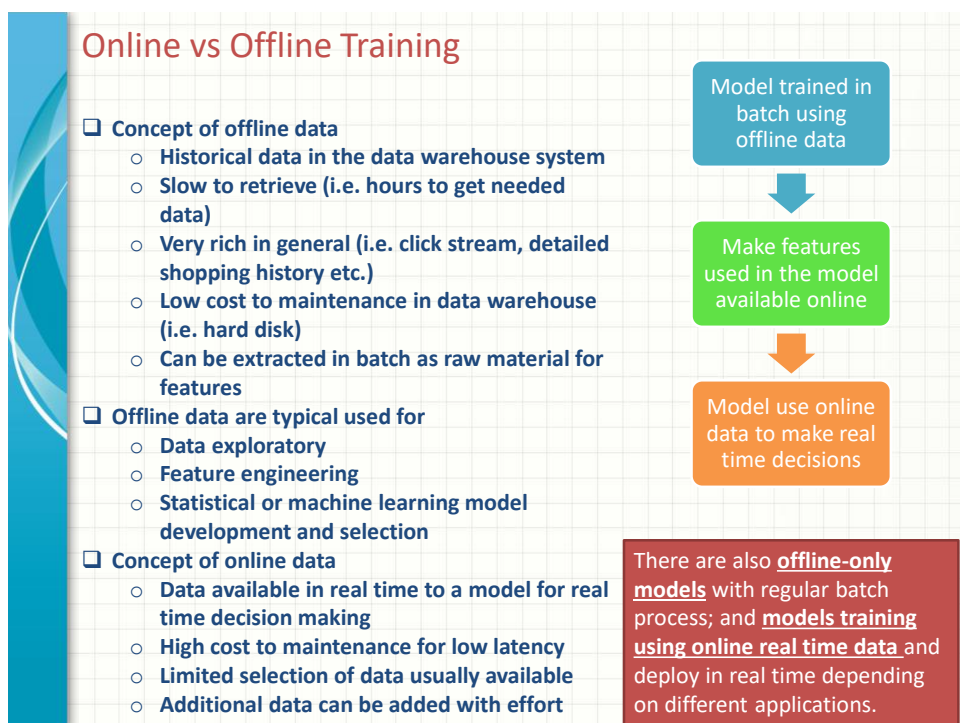 Online vs Offline Training
❑ Concept of offline data
o Historical data in the data warehouse system
o Slow to retrieve (i.e. hours to get needed
data)
o Very rich in general (i.e. click stream, detailed
shopping history etc.)
o Low cost to maintenance in data warehouse
(i.e. hard disk)
o Can be extracted in batch as raw material for
features
❑ Offline data are typical used for
o Data exploratory
o Feature engineering
o Statistical or machine learning model
development and selection
❑ Concept of online data
o Data available in real time to a model for real
time decision making
o High cost to maintenance for low latency
o Limited selection of data usually available
o Additional data can be added with effort
Model trained in
batch using
offline data
Make features
used in the model
available online
Model use online
data to make real
time decisions
There are also offline-only
models with regular batch
process; and models training
using online real time data and
deploy in real time depending
on different applications.